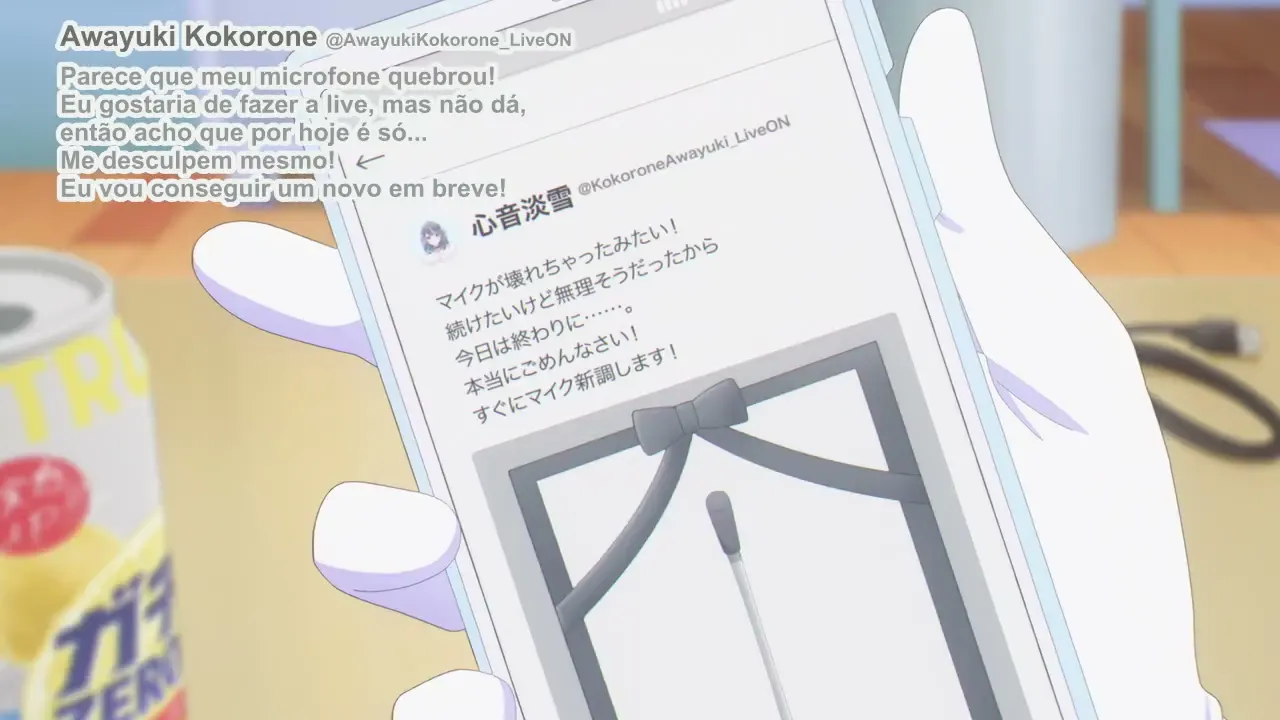 Awayuki Kokorone @AwayukiKokorone_LiveON
Parece que meu microfone quebrou!
Eu gostaria de fazer a live, mas não dá,
então acho que por hoje é só...
Me desculpem mesmo!
Eu vou conseguir um novo em breve!
心音淡雪 @KokoroneAwayuki_LiveON
マイクが壊れちゃったみたい!
続けたいけど無理そうだったから
今日は終わりに……。
本当にごめんなさい!
すぐにマイク新調します!
TRU
ZERO